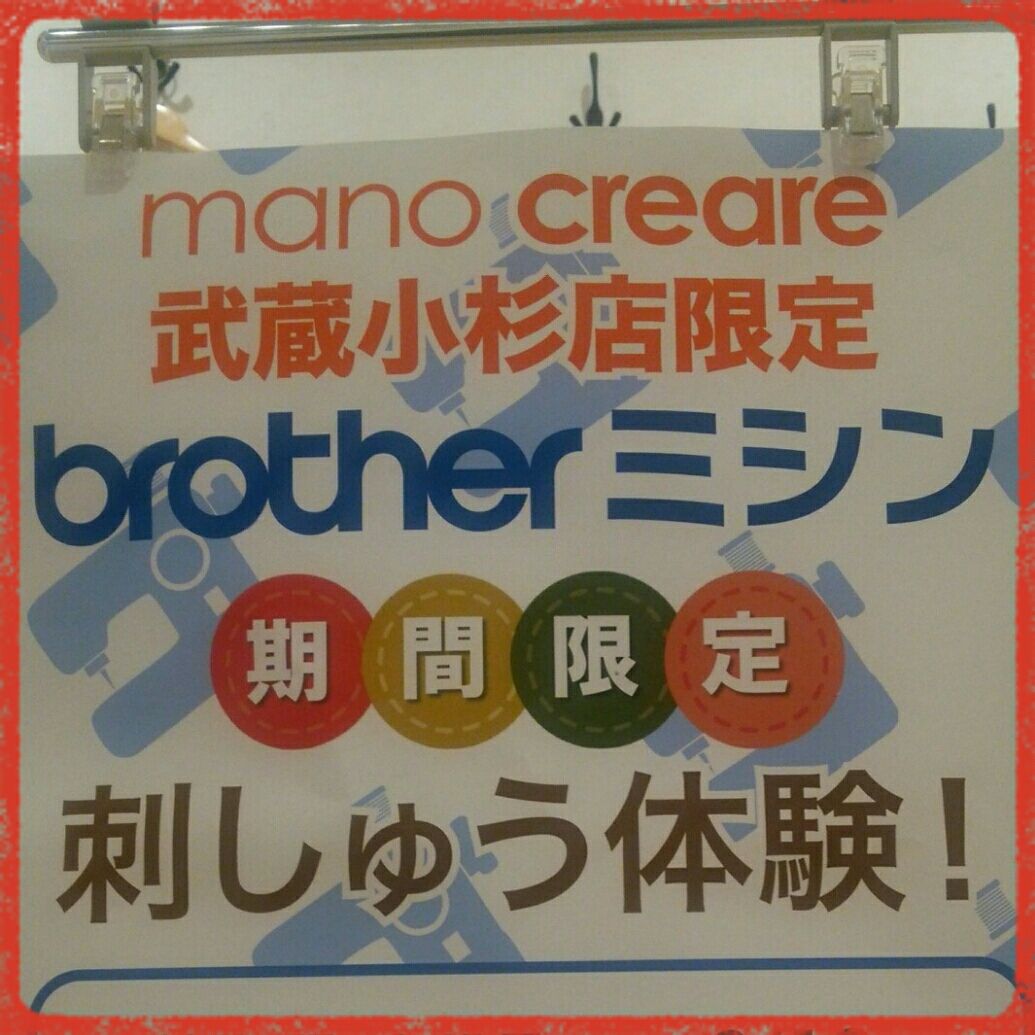 mano creare
武蔵小杉店限定
brotherミシン
期間限定
刺しゅう体験！